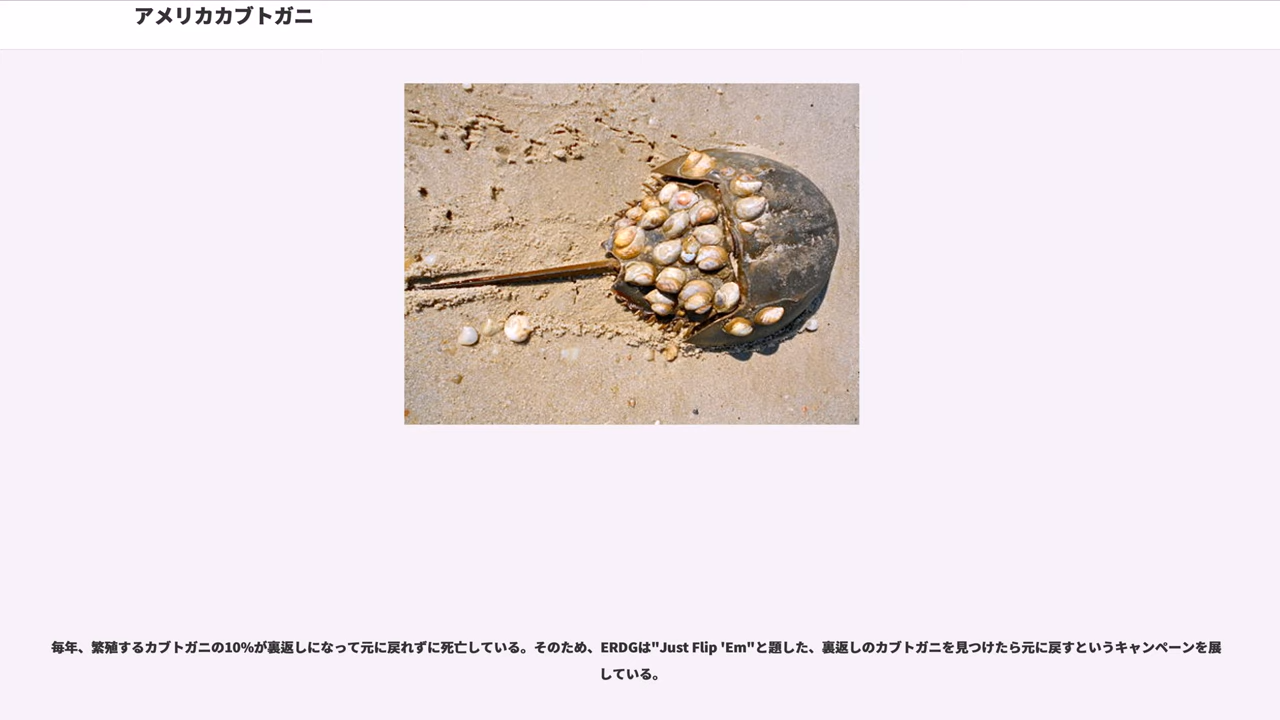 アメリカカブトガニ
毎年、繁殖するカブトガニの10%が裏返しになって元に戻れずに死亡している。そのため、ERDGは"Just Flip 'Em"と題した、裏返しのカブトガニを見つけたら元に戻すというキャンペーンを展
している。